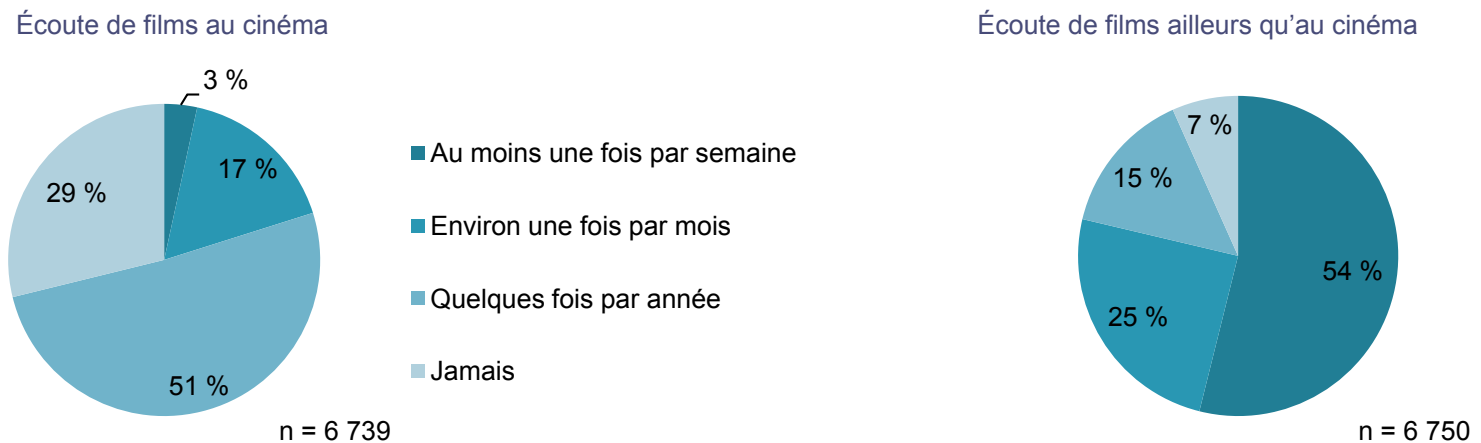 Écoute de films au cinéma
3 %
17 %
29 %
51 %
n = 6 739
Au moins une fois par semaine
Environ une fois par mois
Quelques fois par année
Jamais
Écoute de films ailleurs qu’au cinéma
7 %
15 %
54 %
25 %
n = 6 750